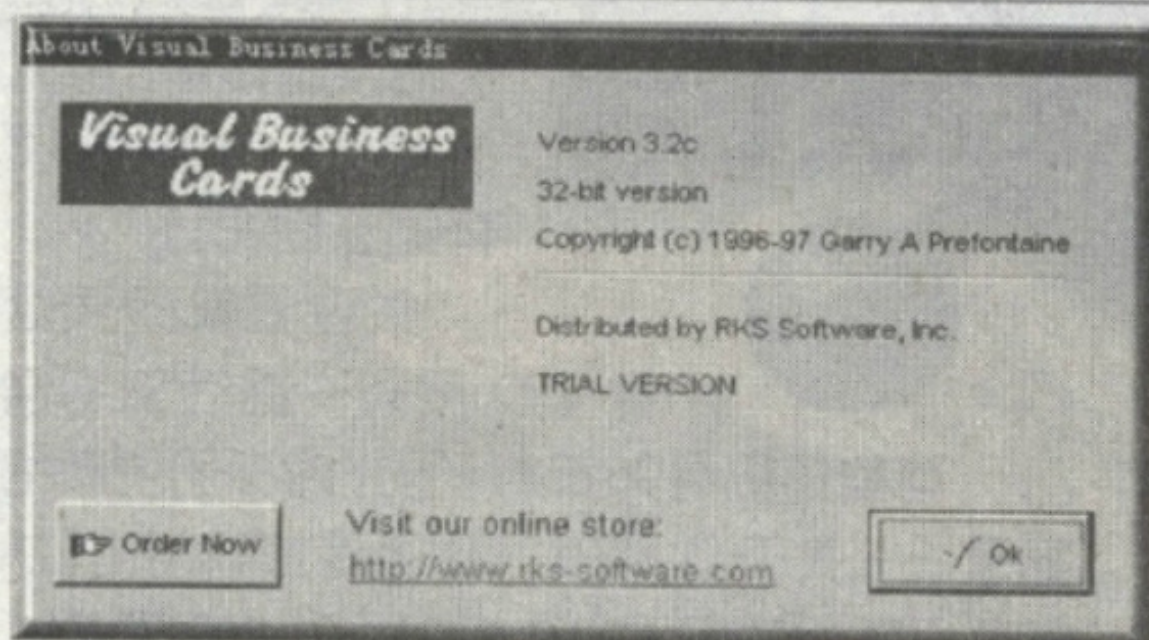 About Visual Business Cards
Visual Business
Cards
Version 3.2c
32-bit version
Copyright (c) 1996-97 Garry A Prefontaine
Distributed by RKS Software, Inc.
TRIAL VERSION
Order Now
Visit our online store:
http://www.rks-software.com
Ok